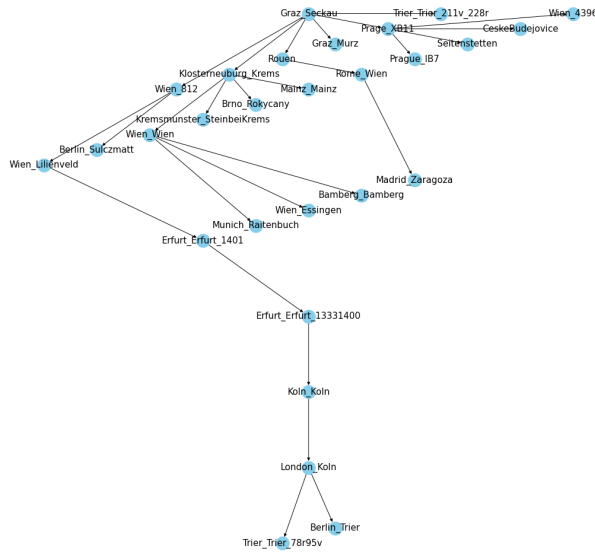 Graz_Seckau
Trier_Trier_211v_228r
Wien_4396
Prage_XB11
CeskeBudejovice
Graz_Murz
Seitenstetten
Rouen
Prague_IB7
Klosterneuburg_Krems
Rome_Wien
Wien_812
Mainz_Mainz
Brno_Rokycany
Kremsmunster_SteinbeiKrems
Wien_Wien
Berlin_Sulczmatt
Wien_Lilienveld
Madrid_Zaragoza
Bamberg_Bamberg
Wien_Essingen
Munich_Raitenbuch
Erfurt_Erfurt_1401
Erfurt_Erfurt_13331400
Koln_Koln
London_Koln
Berlin_Trier
Trier_Trier_78r95v